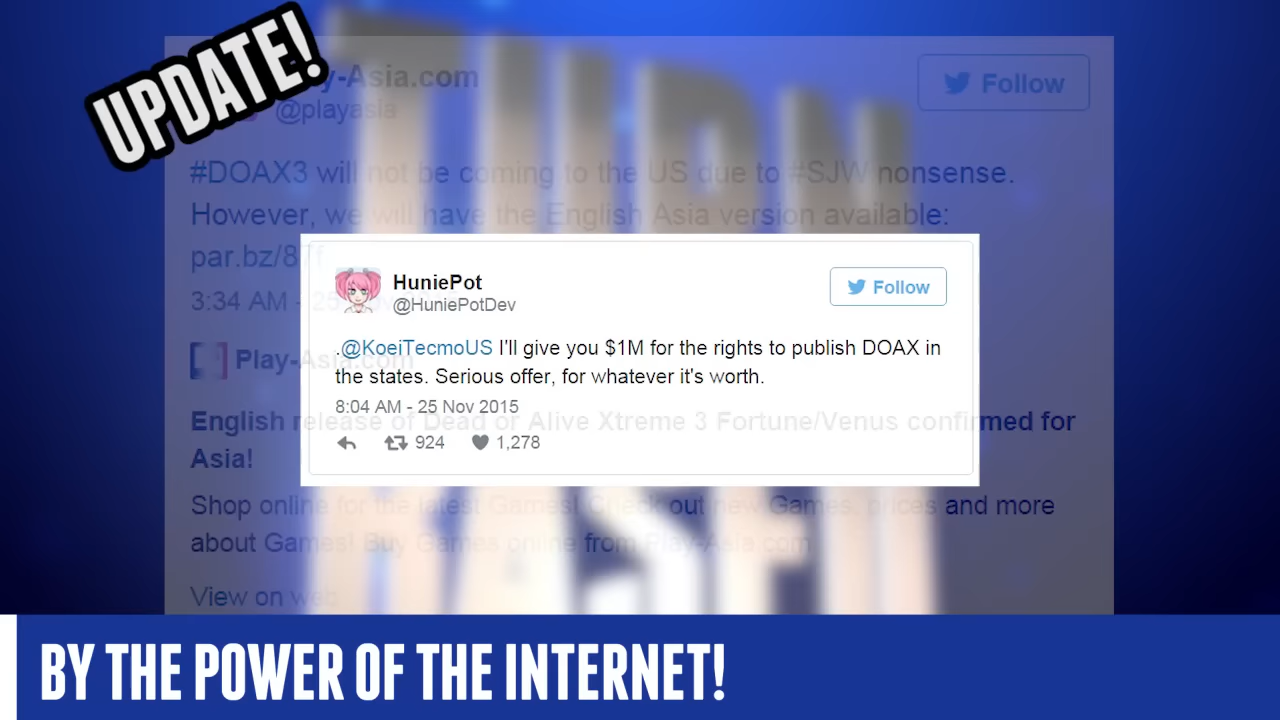 UPDATE!
y-Asia.com
@playasia
Follow
#DOAX3 will not be coming to the US due to #SJW nonsense.
However, we will have the English Asia version available:
par.bz/87f
3:34 AM - 25 Nov
HuniePot
@HuniePotDev
Follow
.@KoeiTecmoUS I'll give you $1M for the rights to publish DOAX in
the states. Serious offer, for whatever it's worth.
8:04 AM - 25 Nov 2015
924 1,278
Play-Asia.com
English release of Dead or Alive Xtreme 3 Fortune/Venus confirmed for
Asia!
Shop online for the latest Games! Check out new Games, prices and more
about Games! Buy Games online from Play-Asia.com
View on web
BY THE POWER OF THE INTERNET!